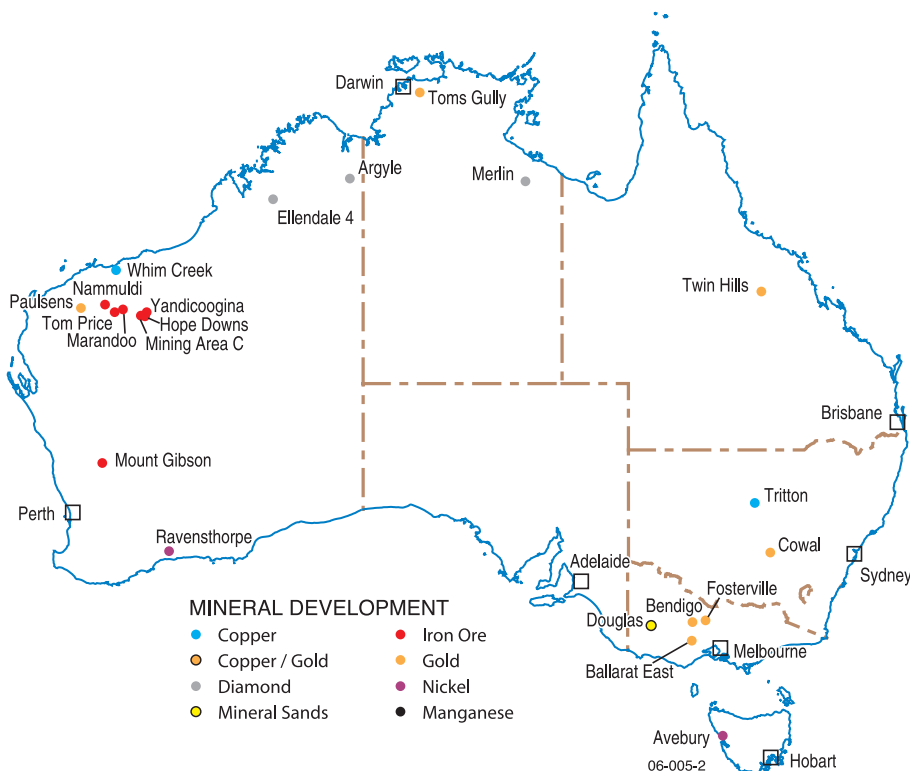 Darwin
Toms Gully
Argyle
Merlin
Ellendale 4
Whim Creek
Nammuldi
Paulsens
Yandicoogina
Twin Hills
Tom Price
Hope Downs
Marandoo
Mining Area C
Brisbane
Mount Gibson
Tritton
Perth
Ravensthorpe
Cowal
Adelaide
Sydney
Fosterville
Bendigo
Douglas
Melbourne
Ballarat East
MINERAL DEVELOPMENT
Copper
Iron Ore
Copper / Gold
Gold
Diamond
Nickel
Mineral Sands
Manganese
Avebury
Hobart
06-005-2